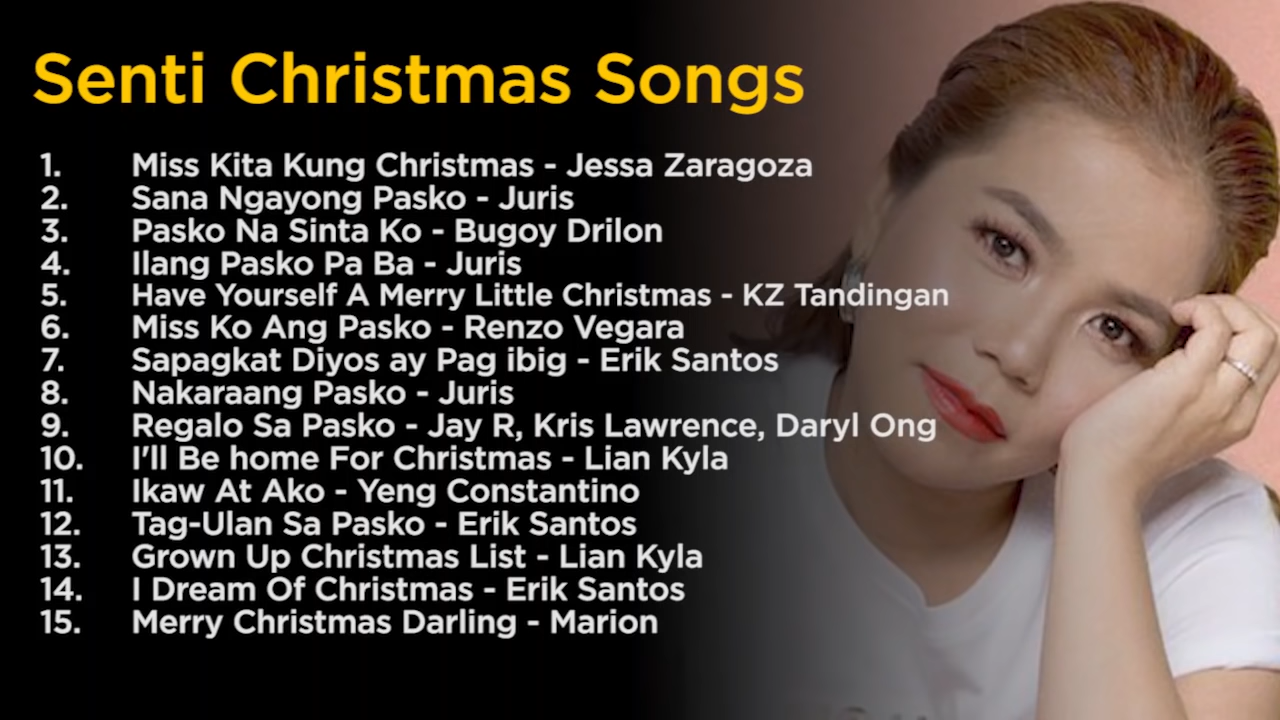 Senti Christmas Songs
1. Miss Kita Kung Christmas - Jessa Zaragoza
2. Sana Ngayong Pasko - Juris
3. Pasko Na Sinta Ko - Bugoy Drilon
4. Ilang Pasko Pa Ba - Juris
5. Have Yourself A Merry Little Christmas - KZ Tandingan
6. Miss Ko Ang Pasko - Renzo Vegara
7. Sapagkat Diyos ay Pag ibig - Erik Santos
8. Nakaraang Pasko - Juris
9. Regalo Sa Pasko - Jay R, Kris Lawrence, Daryl Ong
10. I'll Be home For Christmas - Lian Kyla
11. Ikaw At Ako - Yeng Constantino
12. Tag-Ulan Sa Pasko - Erik Santos
13. Grown Up Christmas List - Lian Kyla
14. I Dream Of Christmas - Erik Santos
15. Merry Christmas Darling - Marion